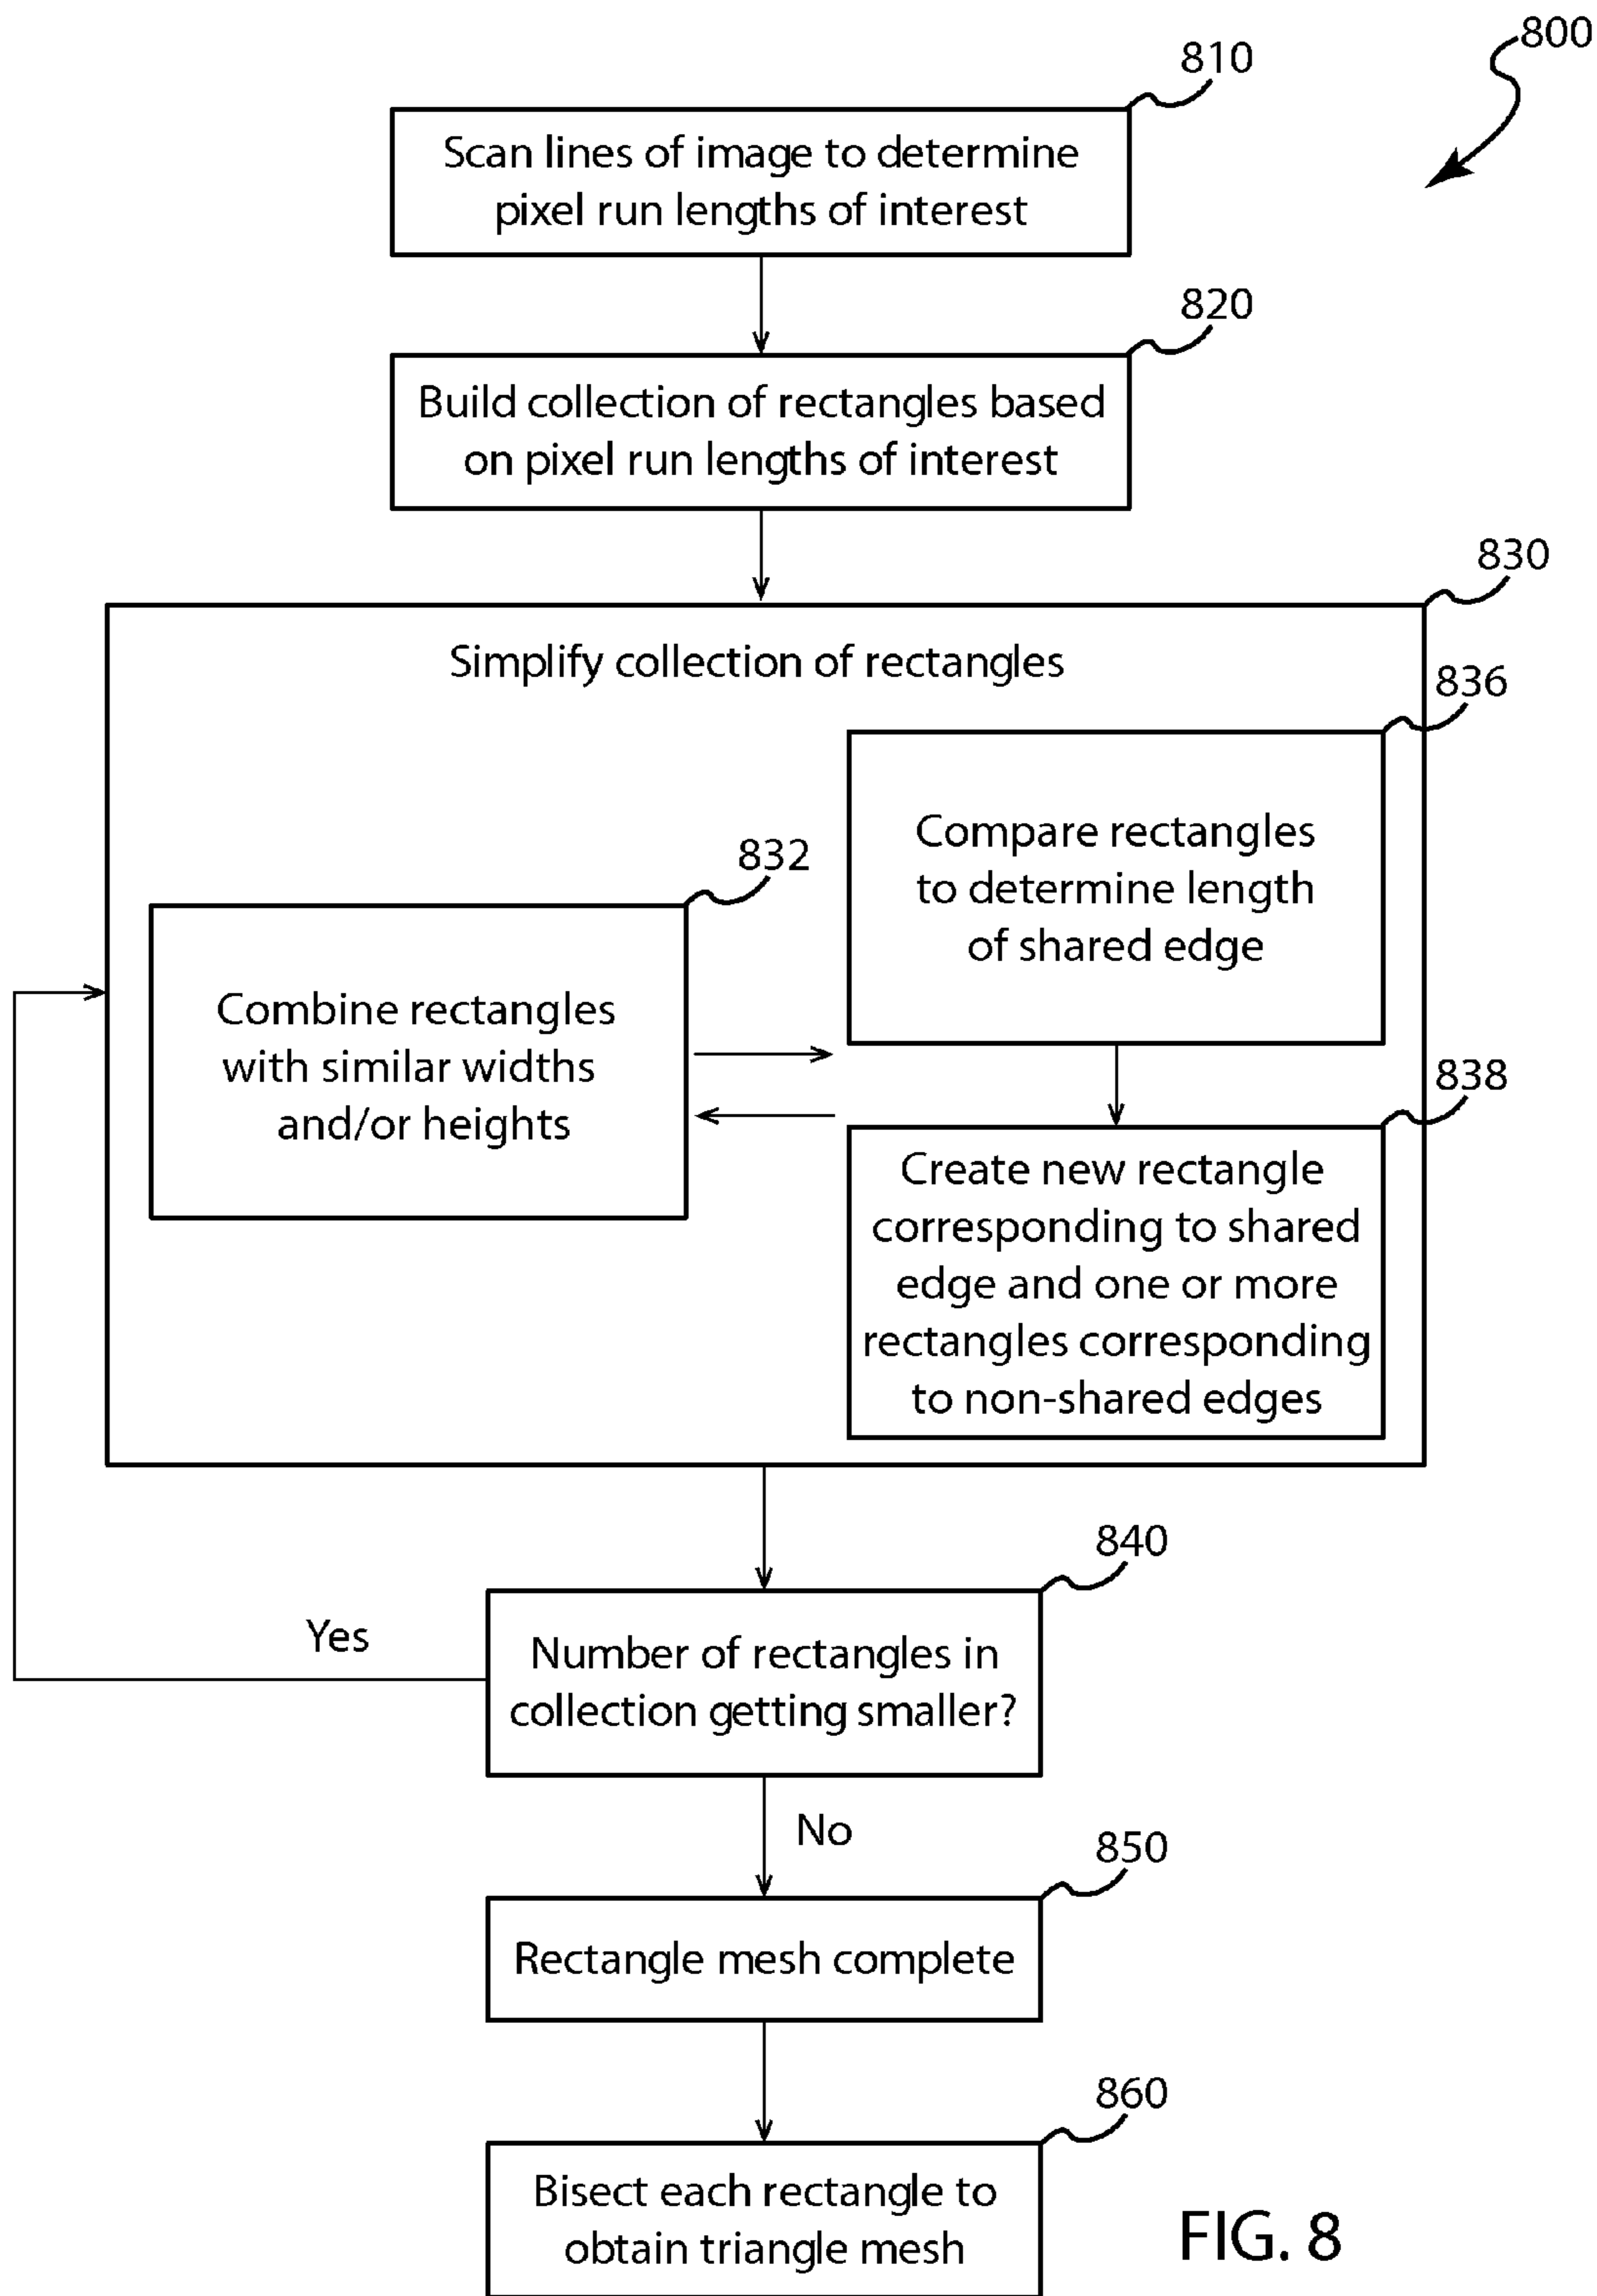 800
810
Scan lines of image to determine
pixel run lengths of interest
820
Build collection of rectangles based
on pixel run lengths of interest
830
Simplify collection of rectangles
836
Compare rectangles
to determine length
of shared edge
832
Combine rectangles
with similar widths
and/or heights
838
Create new rectangle
corresponding to shared
edge and one or more
rectangles corresponding
to non-shared edges
840
Number of rectangles in
collection getting smaller?
Yes
No
850
Rectangle mesh complete
860
Bisect each rectangle to
obtain triangle mesh
FIG. 8